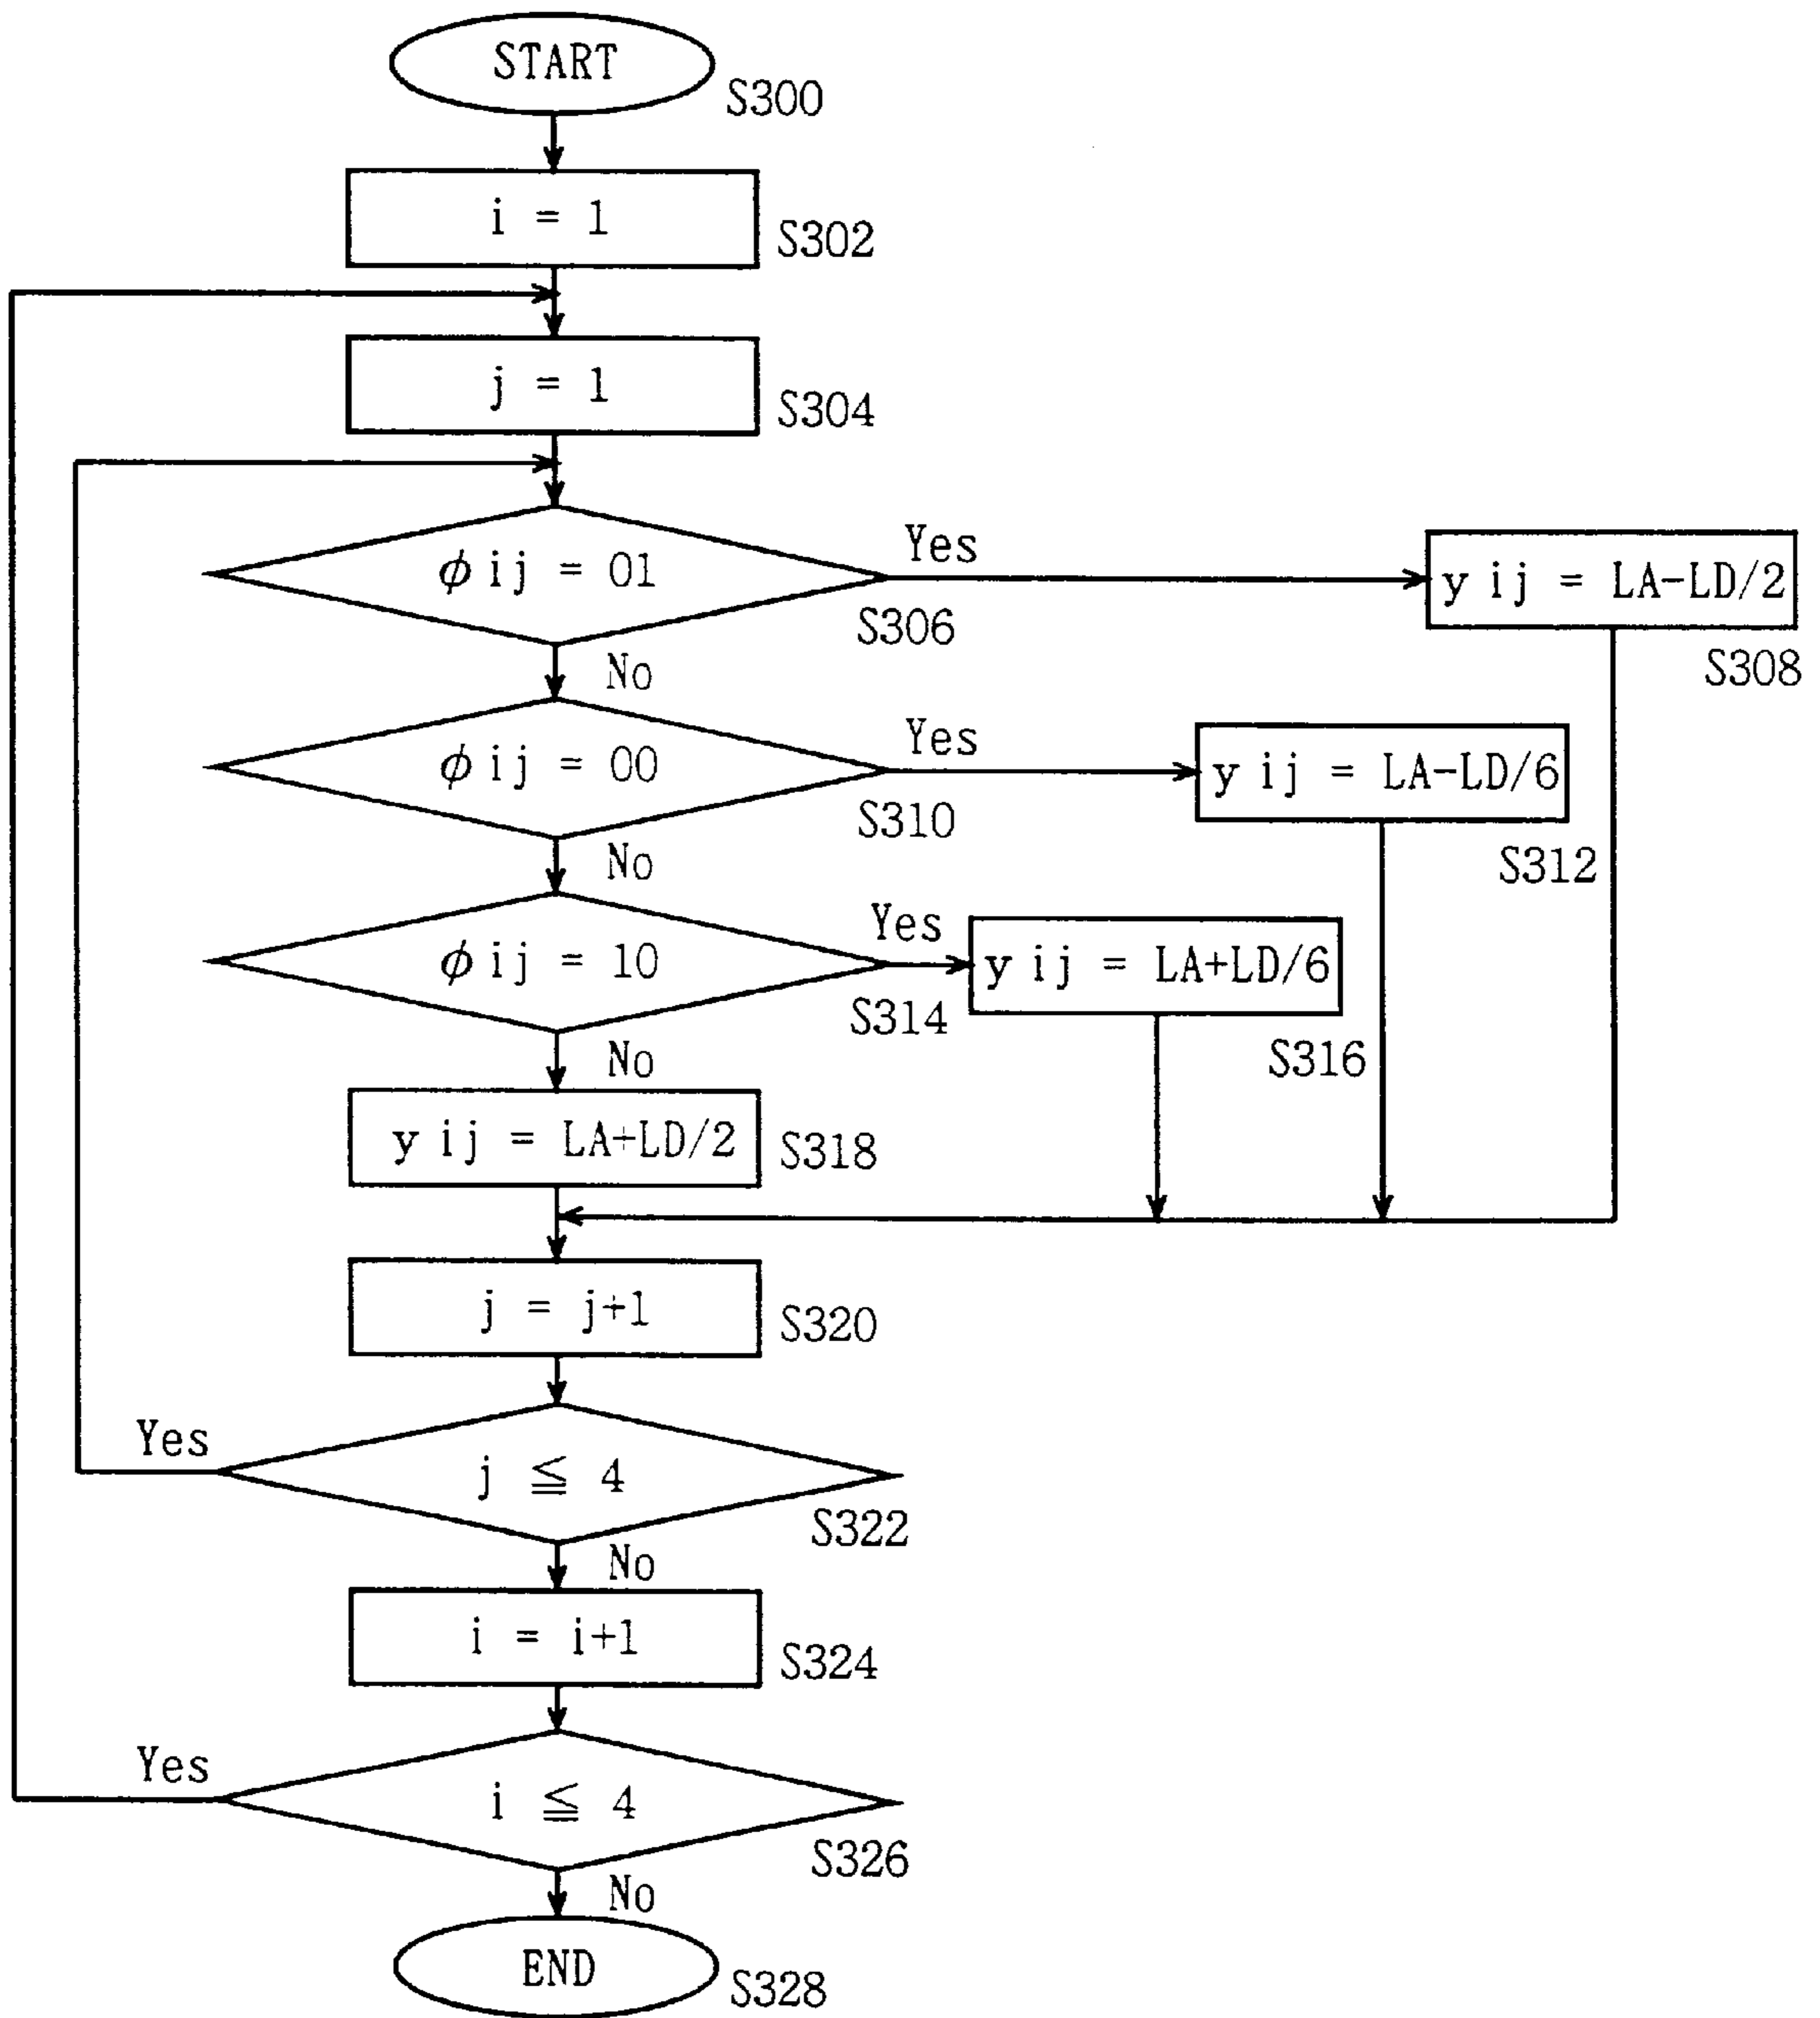 START
S300
i = 1
S302
j = 1
S304
ϕ ij = 01
Yes
S306
No
y ij = LA-LD/2
S308
ϕ ij = 00
Yes
S310
No
y ij = LA-LD/6
S312
ϕ ij = 10
Yes
S314
No
y ij = LA+LD/6
S316
y ij = LA+LD/2
S318
j = j+1
S320
Yes
j ≦ 4
S322
No
i = i+1
S324
Yes
i ≦ 4
S326
No
END
S328